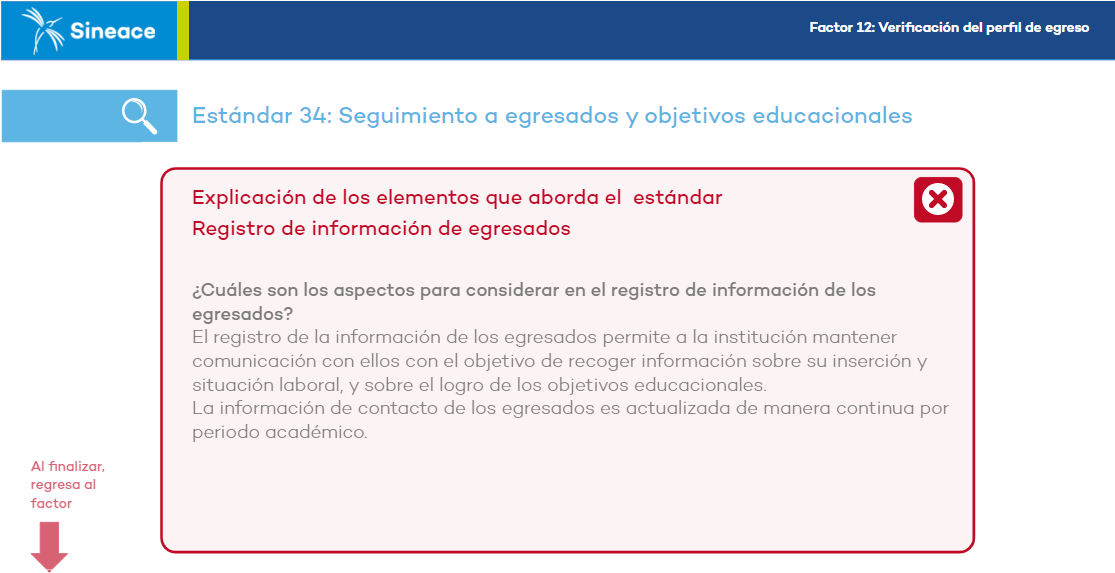 Sineace
Factor 12: Verificación del perfil de egreso
Estándar 34: Seguimiento a egresados y objetivos educacionales
Explicación de los elementos que aborda el  estándar
Registro de información de egresados
¿Cuáles son los aspectos para considerar en el registro de información de los
egresados?
El registro de la información de los egresados permite a la institución mantener
comunicación con ellos con el objetivo de recoger información sobre su inserción y
situación laboral, y sobre el logro de los objetivos educacionales.
La información de contacto de los egresados es actualizada de manera continua por
periodo académico.
Al finalizar,
regresa al
factor